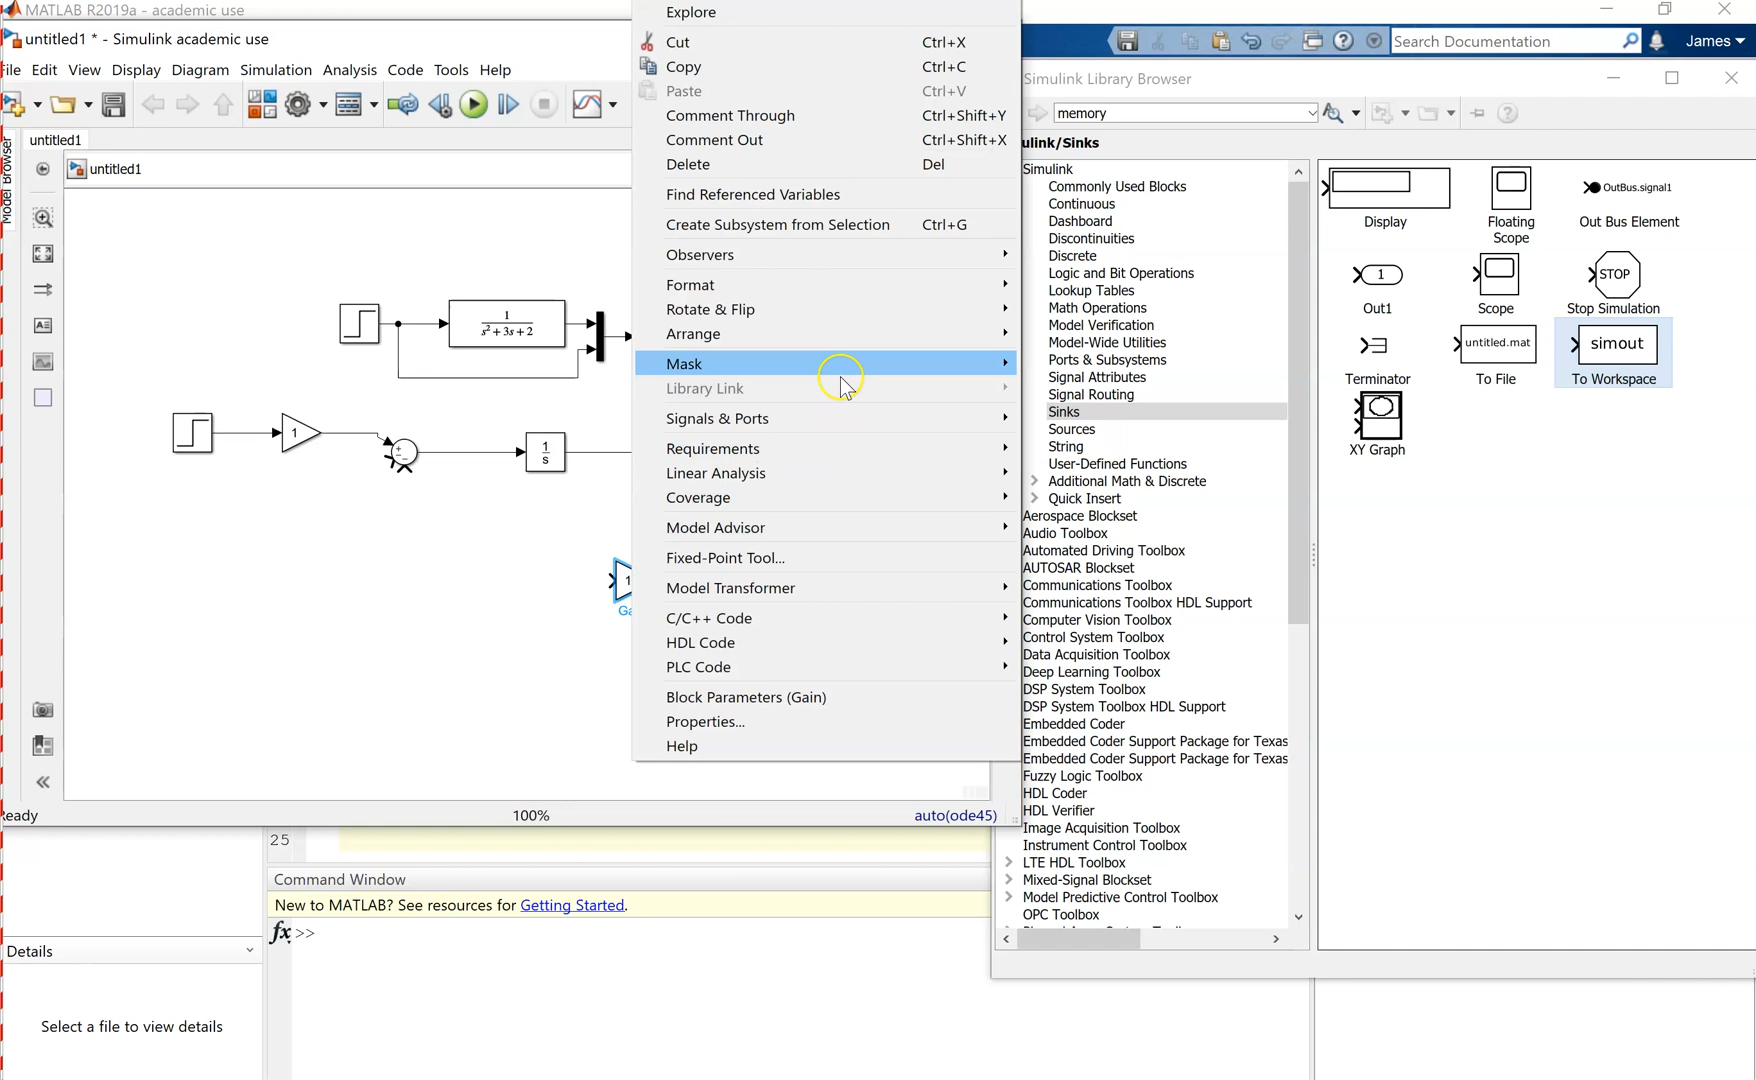 MATLAB R2019a - academic use
untitled1 * - Simulink academic use
File Edit View Display Diagram Simulation Analysis Code Tools Help
untitled1
untitled1
Model Browser
1
s²+3s+2
1
+
−
−
1
s
1
Ga
Ready 100% auto(ode45)
Explore
Cut Ctrl+X
Copy Ctrl+C
Paste Ctrl+V
Comment Through Ctrl+Shift+Y
Comment Out Ctrl+Shift+X
Delete Del
Find Referenced Variables
Create Subsystem from Selection Ctrl+G
Observers
Format
Rotate & Flip
Arrange
Mask
Library Link
Signals & Ports
Requirements
Linear Analysis
Coverage
Model Advisor
Fixed-Point Tool...
Model Transformer
C/C++ Code
HDL Code
PLC Code
Block Parameters (Gain)
Properties...
Help
Search Documentation James
Simulink Library Browser
memory
ulink/Sinks
Simulink
Commonly Used Blocks
Continuous
Dashboard
Discontinuities
Discrete
Logic and Bit Operations
Lookup Tables
Math Operations
Model Verification
Model-Wide Utilities
Ports & Subsystems
Signal Attributes
Signal Routing
Sinks
Sources
String
User-Defined Functions
Additional Math & Discrete
Quick Insert
Aerospace Blockset
Audio Toolbox
Automated Driving Toolbox
AUTOSAR Blockset
Communications Toolbox
Communications Toolbox HDL Support
Computer Vision Toolbox
Control System Toolbox
Data Acquisition Toolbox
Deep Learning Toolbox
DSP System Toolbox
DSP System Toolbox HDL Support
Embedded Coder
Embedded Coder Support Package for Texas
Embedded Coder Support Package for Texas
Fuzzy Logic Toolbox
HDL Coder
HDL Verifier
Image Acquisition Toolbox
Instrument Control Toolbox
LTE HDL Toolbox
Mixed-Signal Blockset
Model Predictive Control Toolbox
OPC Toolbox
OutBus.signal1
Display Floating Scope Out Bus Element
1 STOP
Out1 Scope Stop Simulation
untitled.mat simout
Terminator To File To Workspace
XY Graph
25
Command Window
New to MATLAB? See resources for Getting Started.
fx >>
Details
Select a file to view details